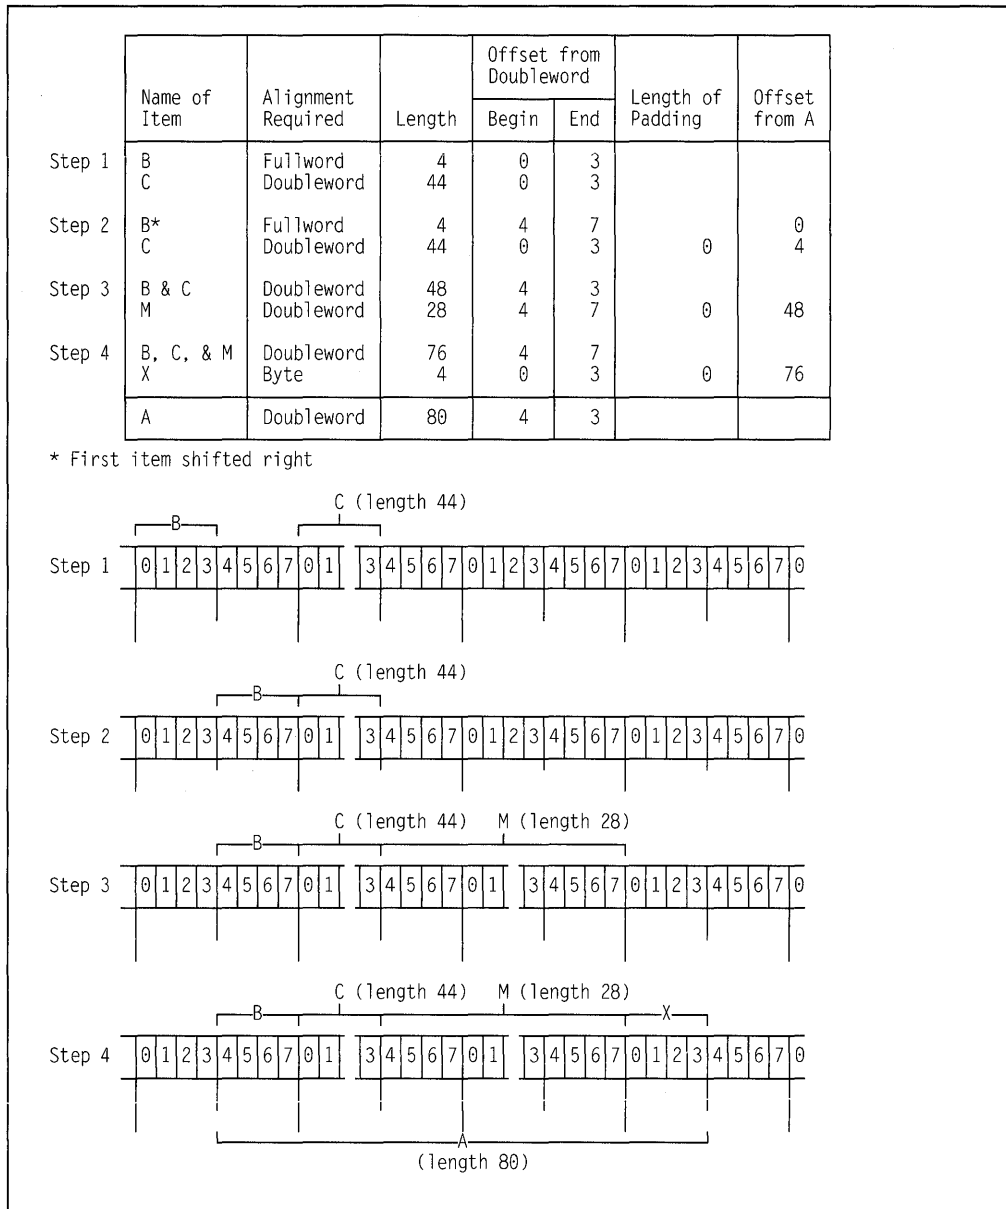 Offset from
Doubleword
Name of Alignment Length of Offset
Item Required Length Begin End Padding from A
Step 1 B Fullword 4 0 3
C Doubleword 44 0 3
Step 2 B* Fullword 4 4 7 0
C Doubleword 44 0 3 0 4
Step 3 B & C Doubleword 48 4 3
M Doubleword 28 4 7 0 48
Step 4 B, C, & M Doubleword 76 4 7
X Byte 4 0 3 0 76
A Doubleword 80 4 3
* First item shifted right
C (length 44)
B
Step 1 0 1 2 3 4 5 6 7 0 1 3 4 5 6 7 0 1 2 3 4 5 6 7 0 1 2 3 4 5 6 7 0
C (length 44)
B
Step 2 0 1 2 3 4 5 6 7 0 1 3 4 5 6 7 0 1 2 3 4 5 6 7 0 1 2 3 4 5 6 7 0
C (length 44) M (length 28)
B
Step 3 0 1 2 3 4 5 6 7 0 1 3 4 5 6 7 0 1 3 4 5 6 7 0 1 2 3 4 5 6 7 0
C (length 44) M (length 28)
B X
Step 4 0 1 2 3 4 5 6 7 0 1 3 4 5 6 7 0 1 3 4 5 6 7 0 1 2 3 4 5 6 7 0
A
(length 80)